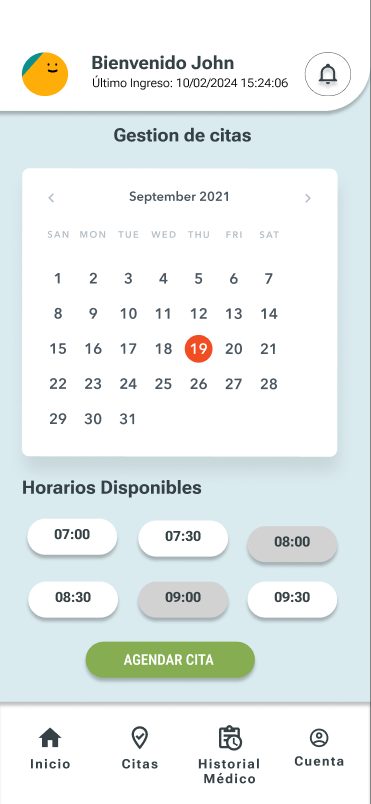 Bienvenido John
Último Ingreso: 10/02/2024 15:24:06
Gestion de citas
September 2021
SAN MON TUE WED THU FRI SAT
1 2 3 4 5 6 7
8 9 10 11 12 13 14
15 16 17 18 19 20 21
22 23 24 25 26 27 28
29 30 31
Horarios Disponibles
07:00 07:30 08:00
08:30 09:00 09:30
AGENDAR CITA
Inicio Citas Historial Médico Cuenta